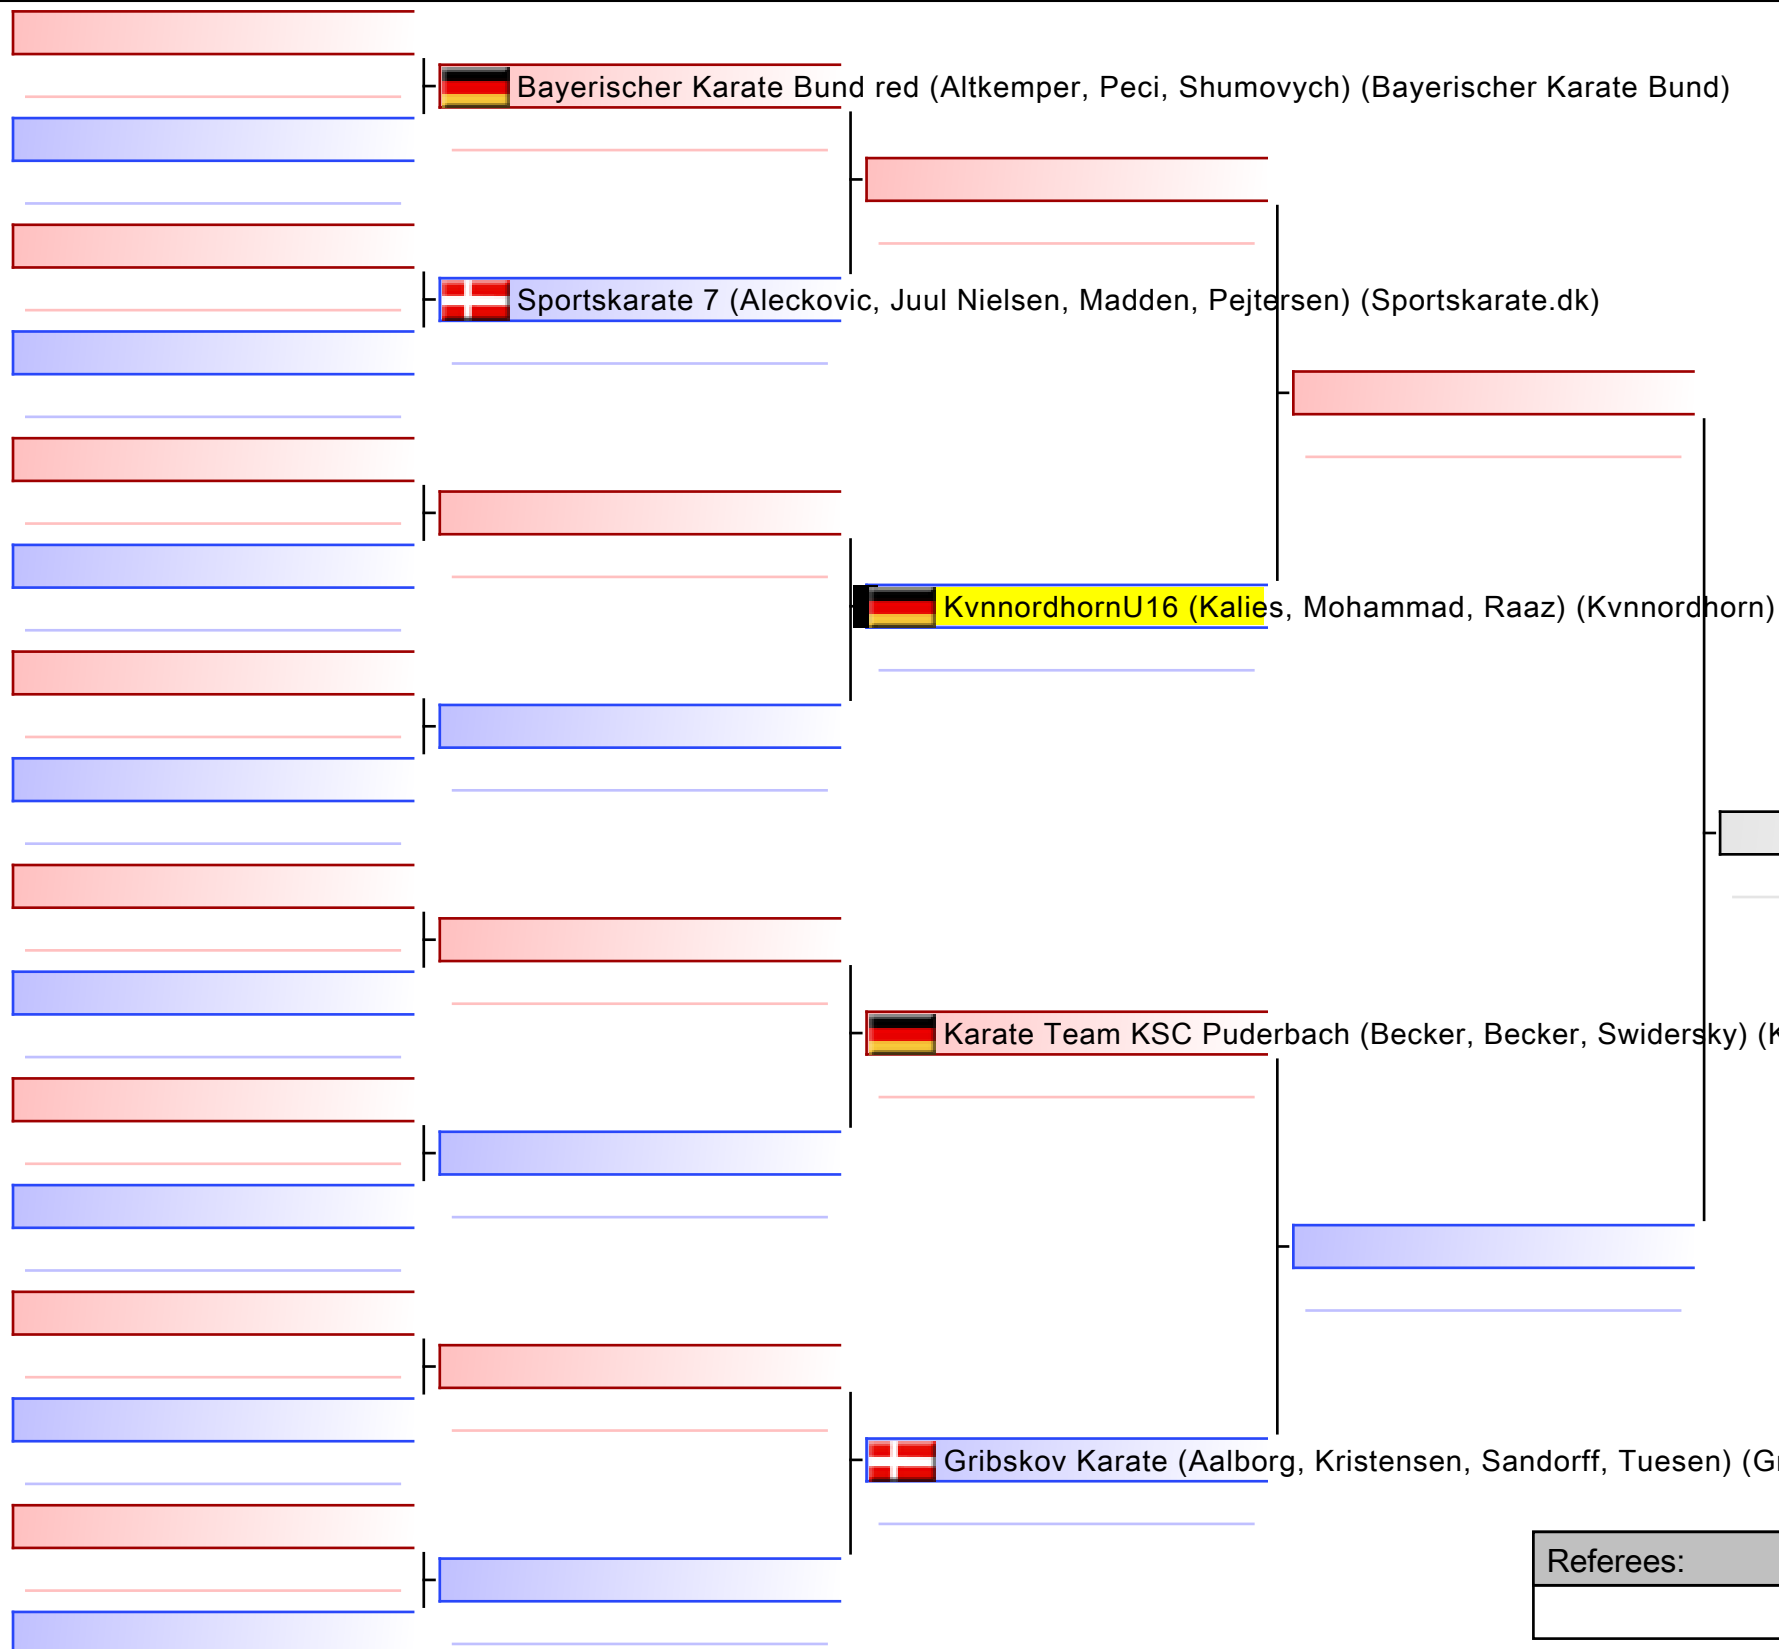 Bayerischer Karate Bund red (Altkemper, Peci, Shumovych) (Bayerischer Karate Bund)
Sportskarate 7 (Aleckovic, Juul Nielsen, Madden, Pejtersen) (Sportskarate.dk)
KvnnordhornU16 (Kalies, Mohammad, Raaz) (Kvnnordhorn)
Karate Team KSC Puderbach (Becker, Becker, Swidersky) (K
Gribskov Karate (Aalborg, Kristensen, Sandorff, Tuesen) (Gr
Referees: